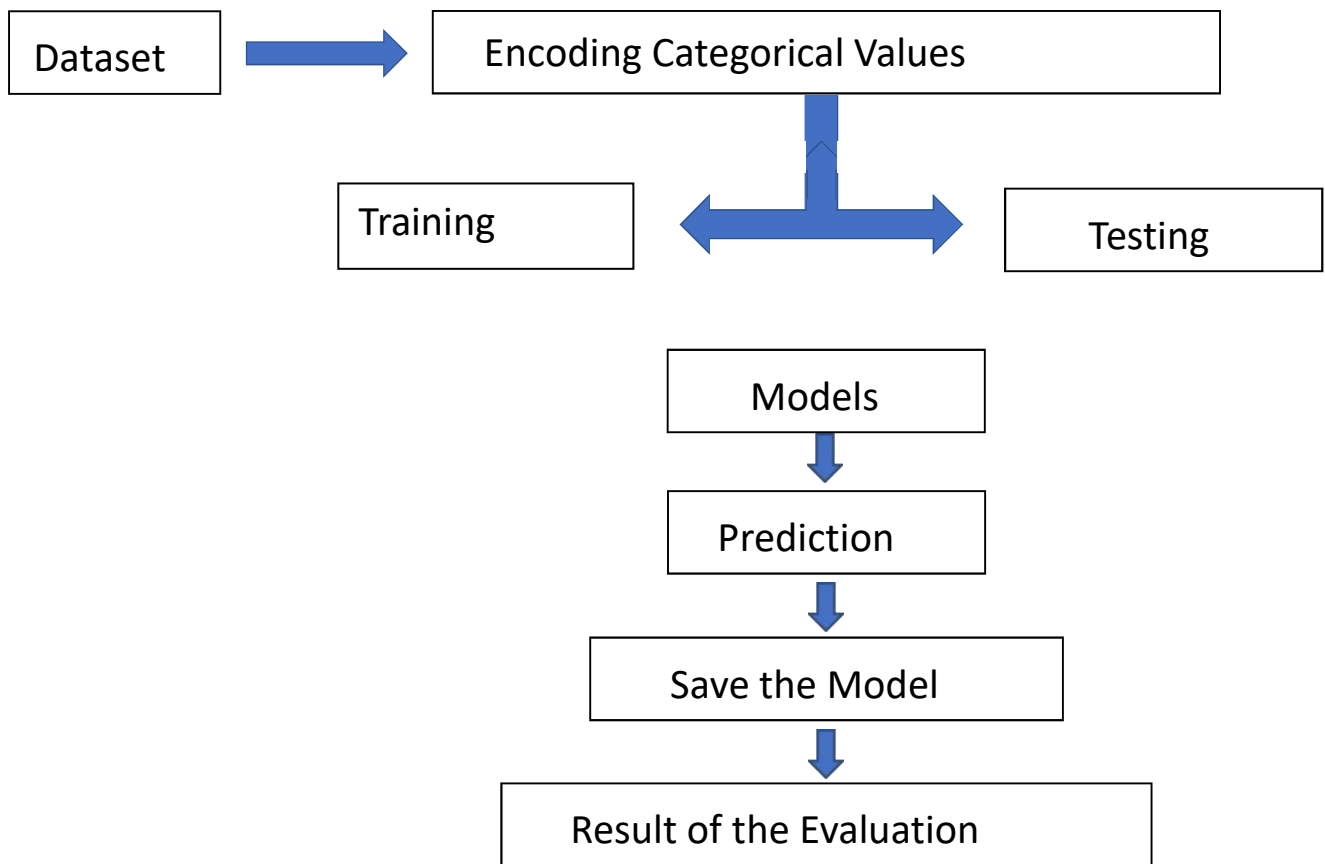 Dataset
Encoding Categorical Values
Training
Testing
Models
Prediction
Save the Model
Result of the Evaluation